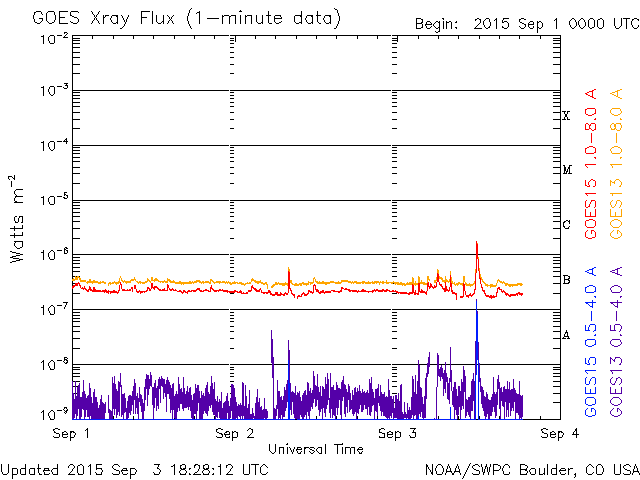 GOES Xray Flux (1-minute data)
Begin: 2015 Sep 1 0000 UTC
10-2
10-3
10-4
10-5
10-6
10-7
10-8
10-9
Watts m-2
X
M
C
B
A
GOES15 1.0-8.0 A
GOES13 1.0-8.0 A
GOES15 0.5-4.0 A
GOES13 0.5-4.0 A
Sep 1
Sep 2
Sep 3
Sep 4
Universal Time
Updated 2015 Sep 3 18:28:12 UTC
NOAA/SWPC Boulder, CO USA